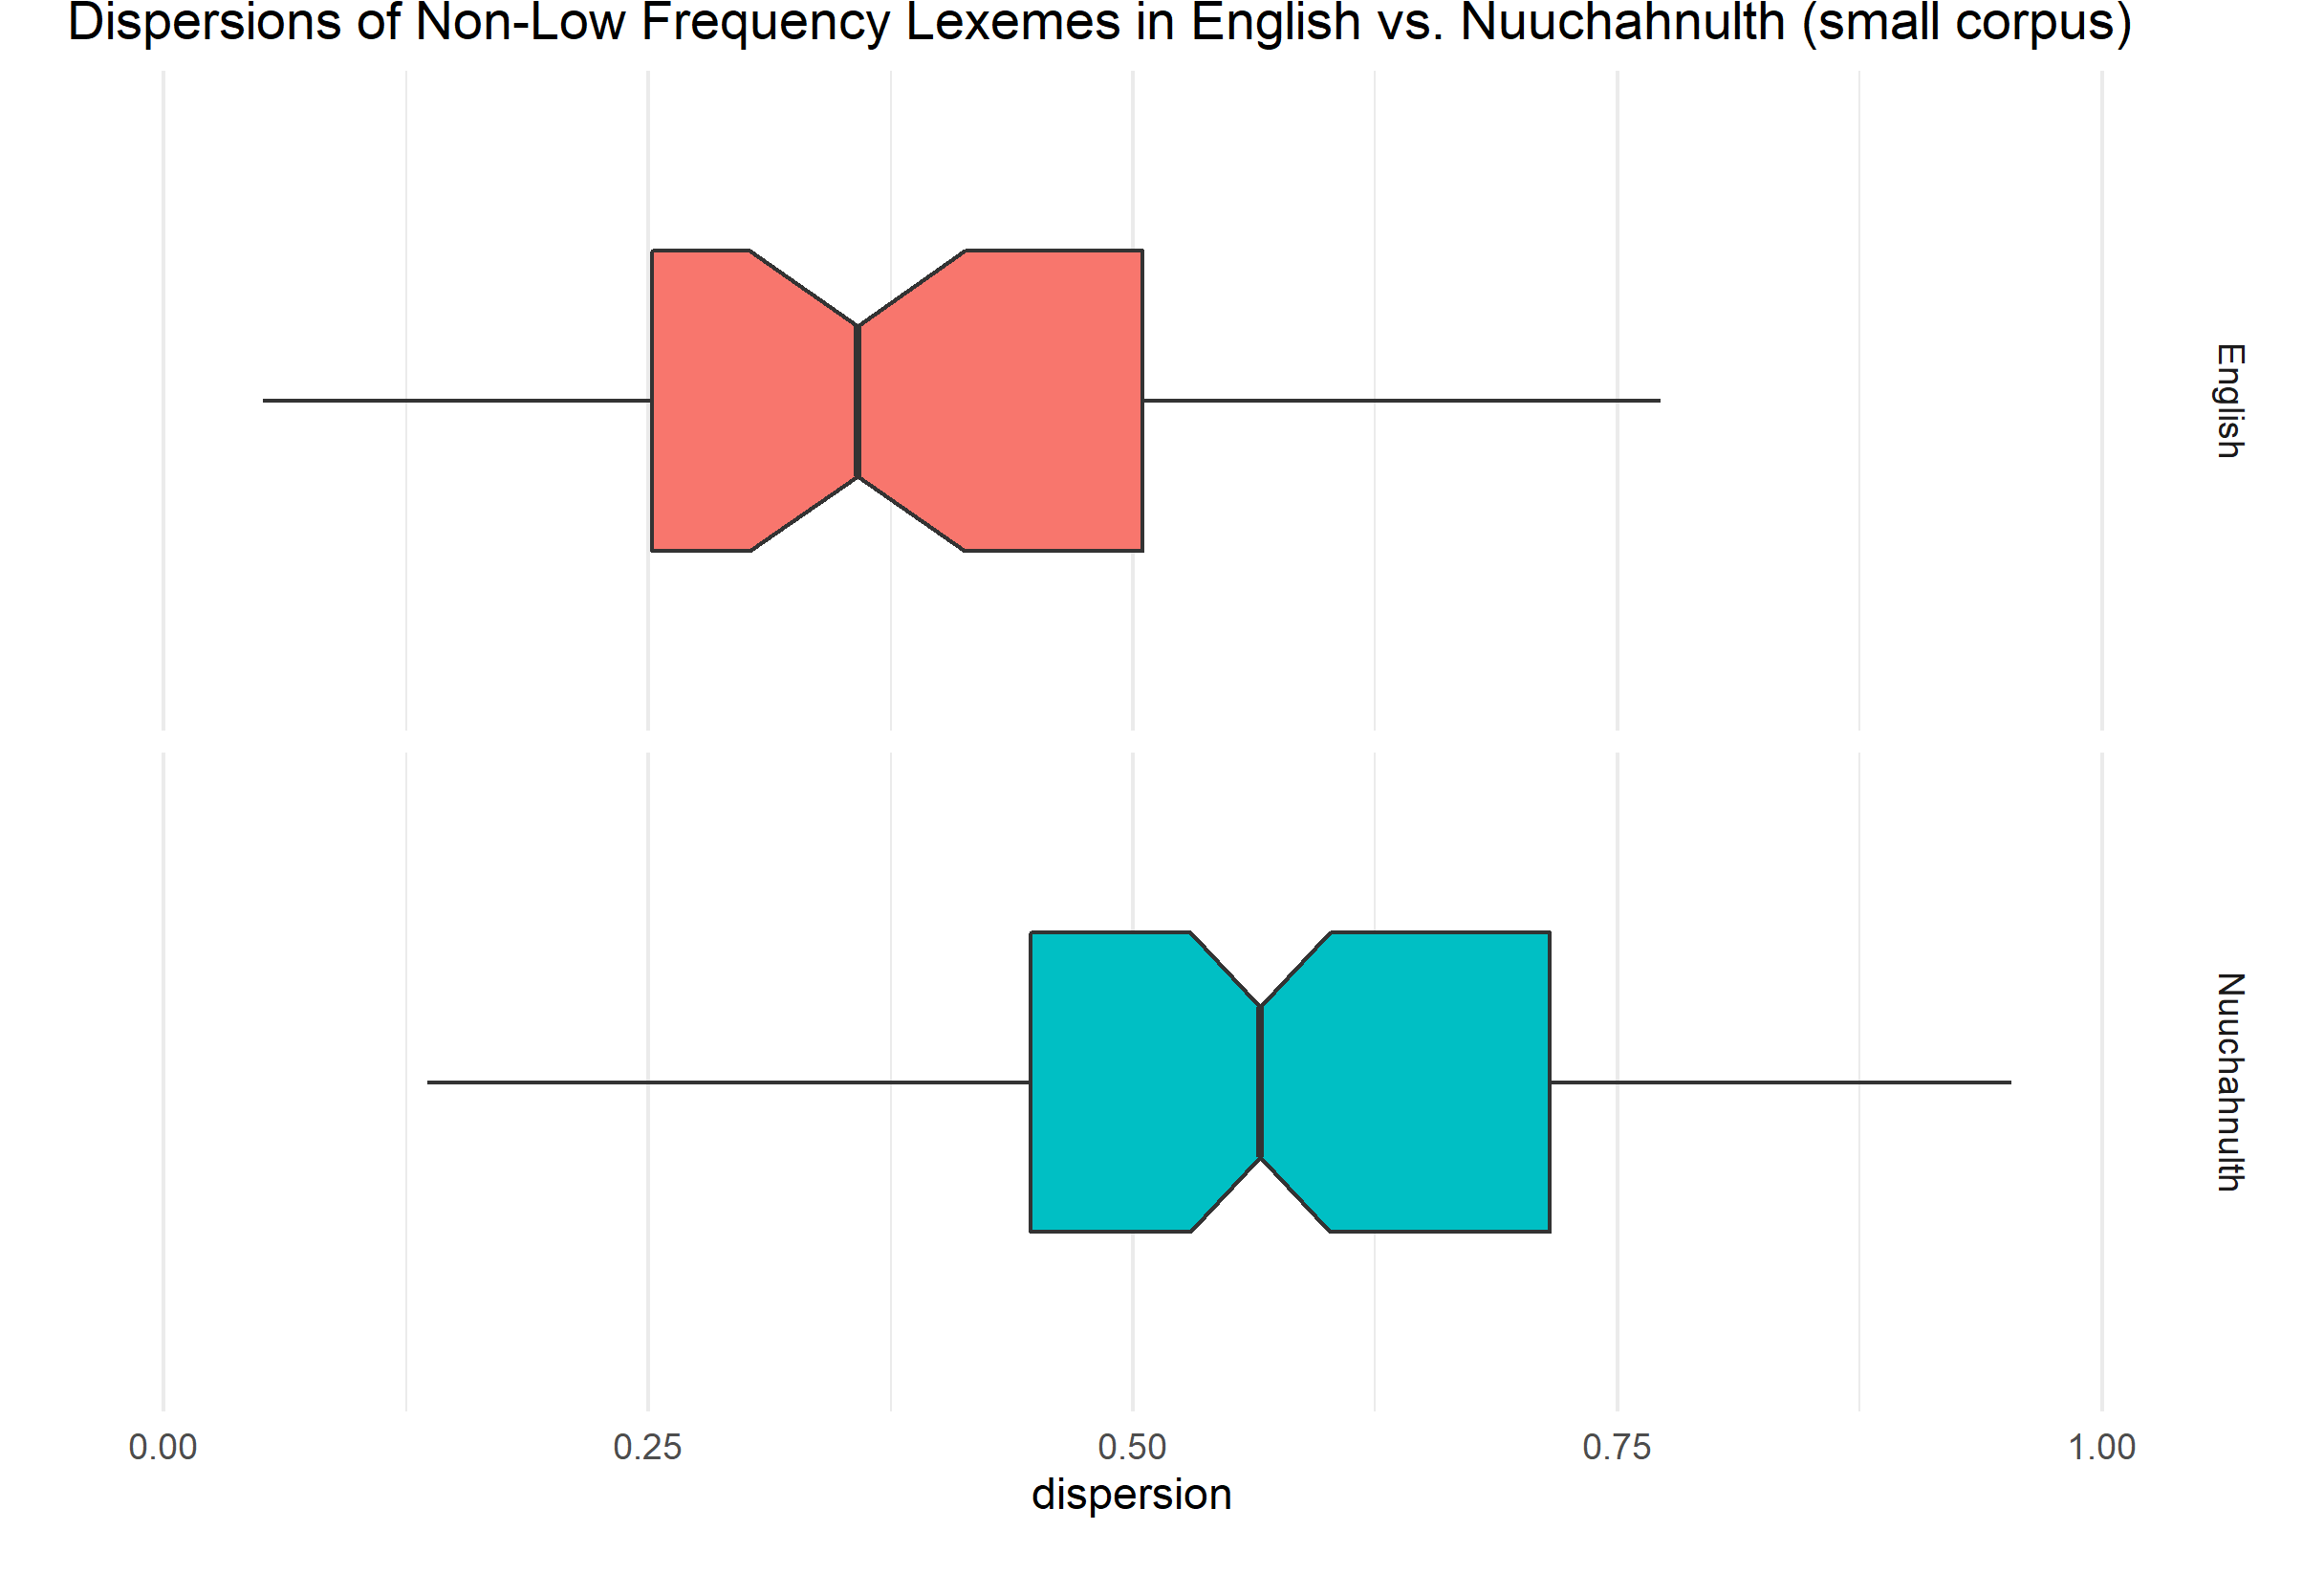 Dispersions of Non-Low Frequency Lexemes in English vs. Nuuchahnulth (small corpus)
English
Nuuchahnulth
0.00 0.25 0.50 0.75 1.00
dispersion